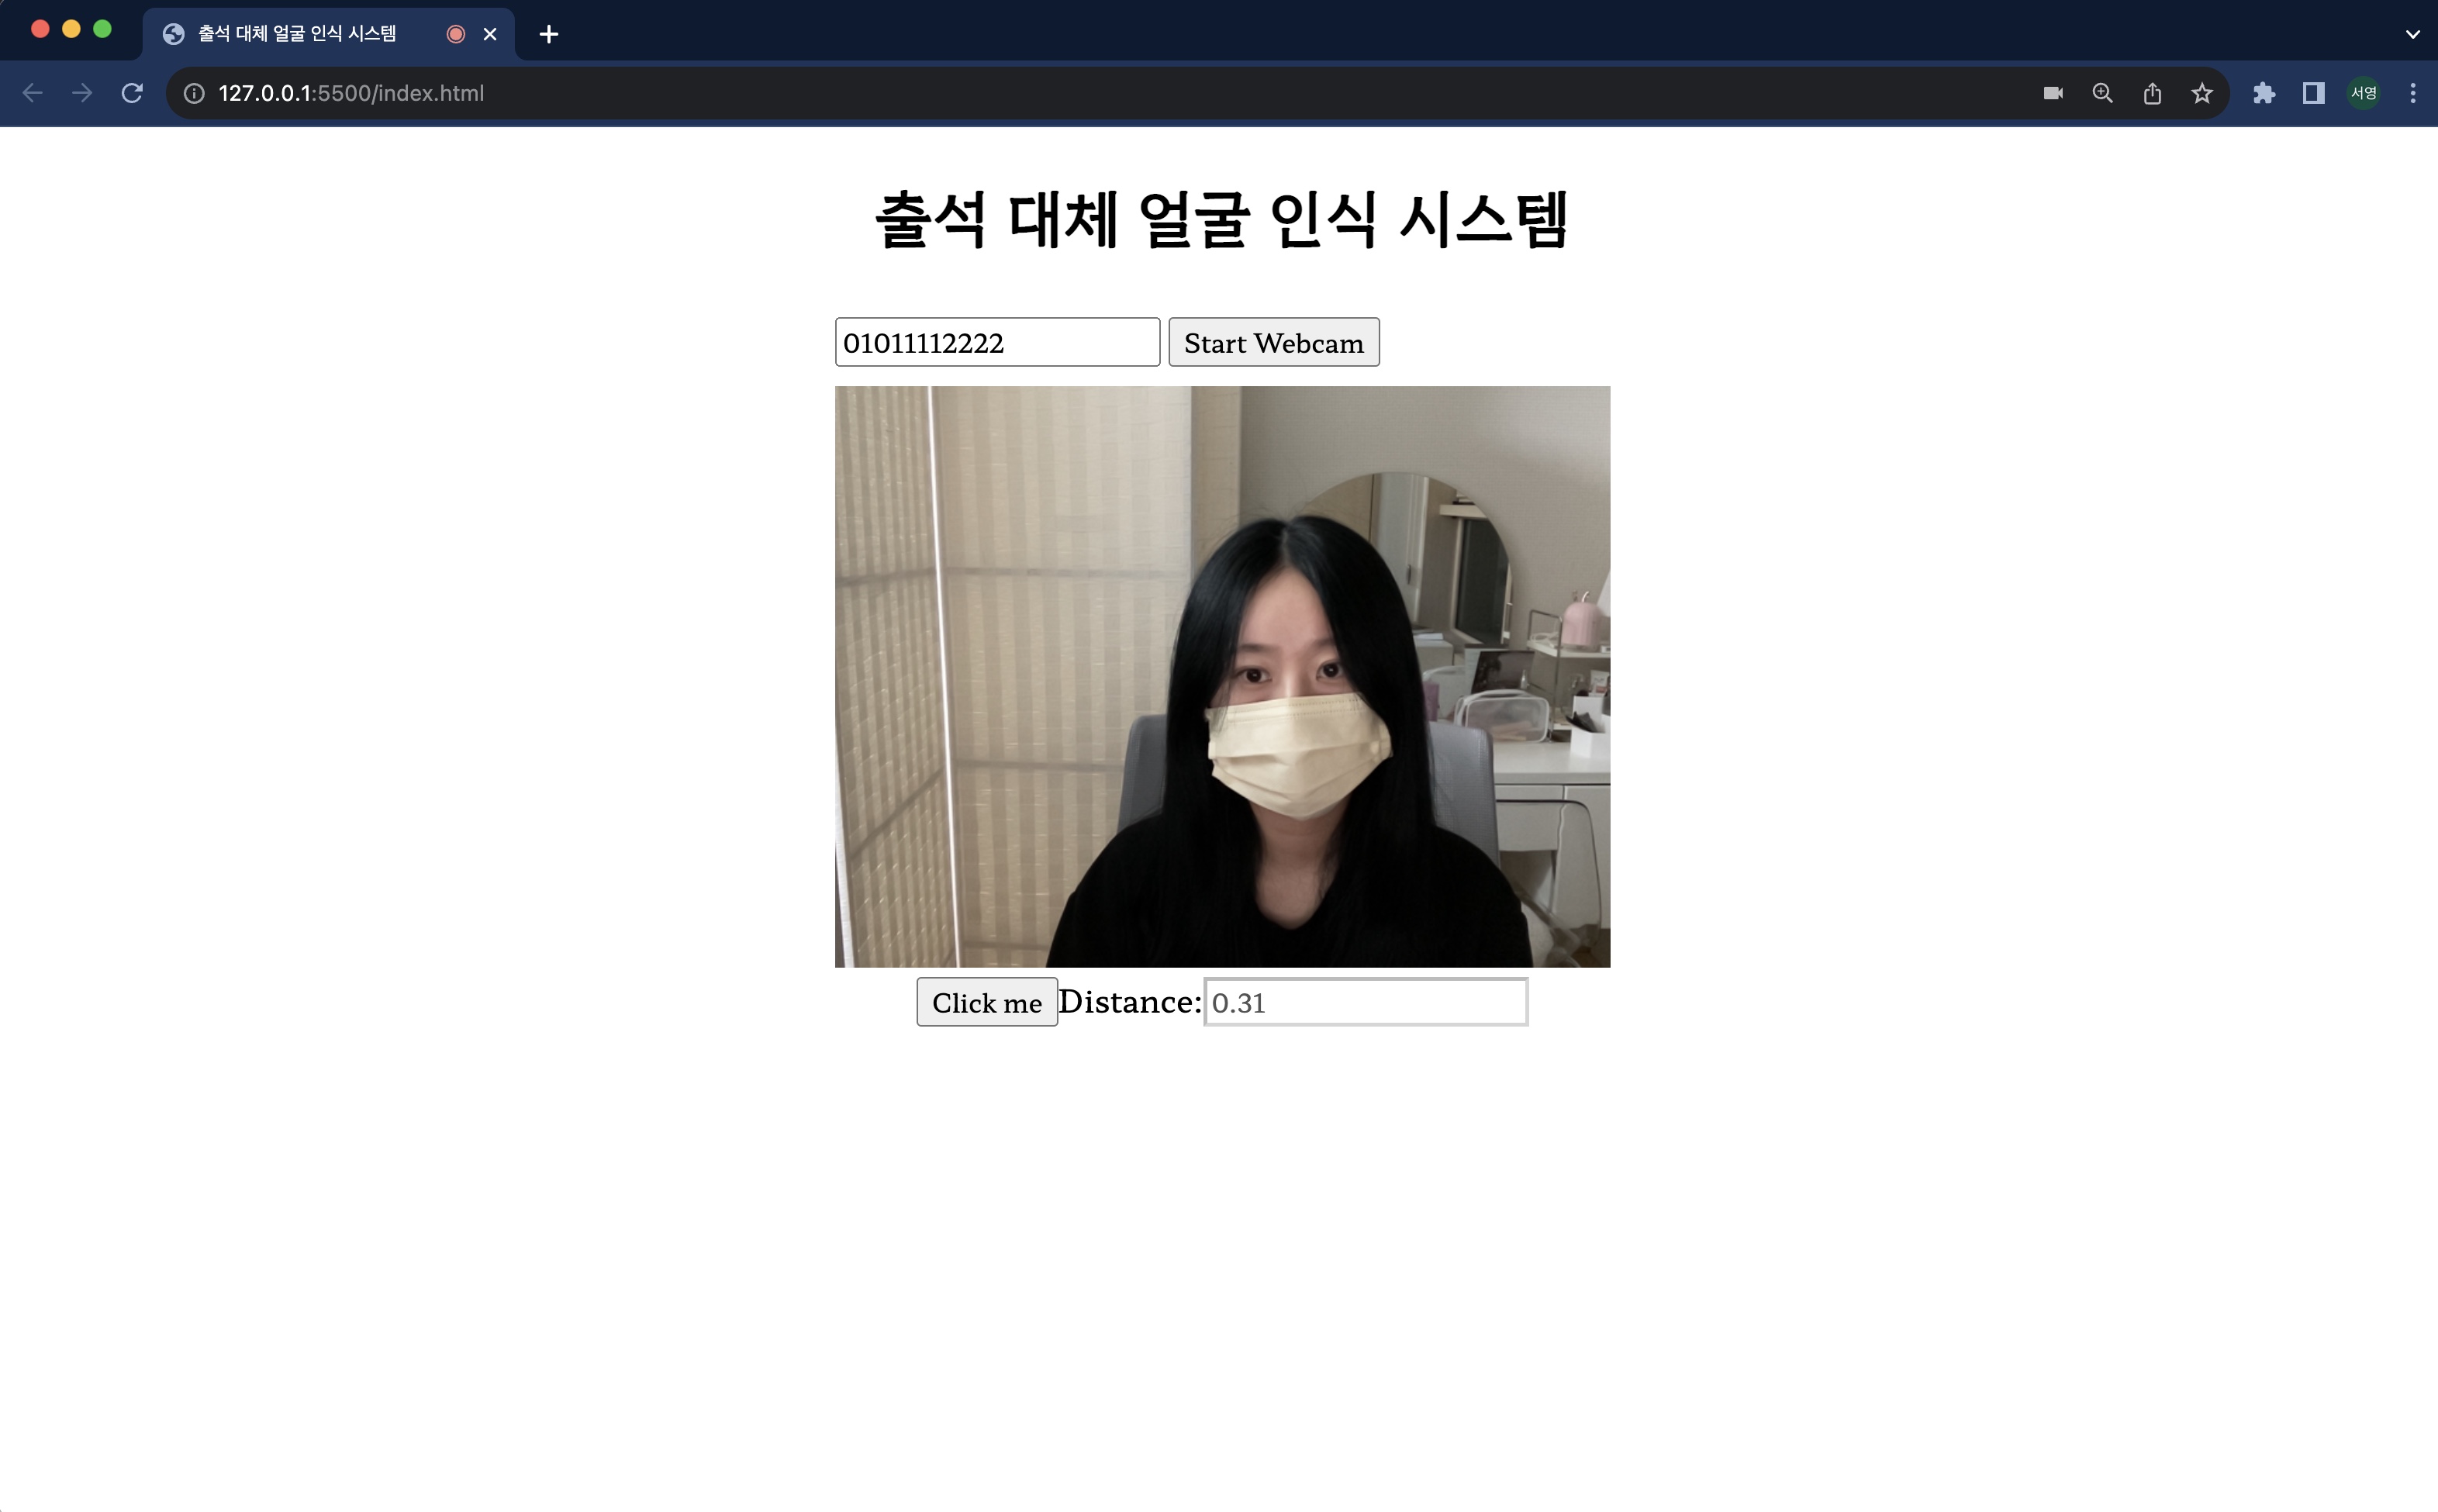 출석 대체 얼굴 인식 시스템
127.0.0.1:5500/index.html
서영
출석 대체 얼굴 인식 시스템
01011112222 Start Webcam
Click me Distance: 0.31